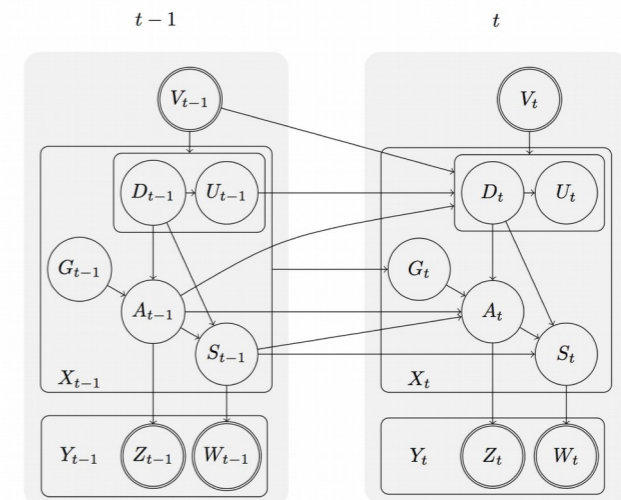 t − 1 t
V_{t−1} V_t
D_{t−1} U_{t−1} D_t U_t
G_{t−1} G_t
A_{t−1} A_t
S_{t−1} S_t
X_{t−1} X_t
Y_{t−1} Z_{t−1} W_{t−1} Y_t Z_t W_t